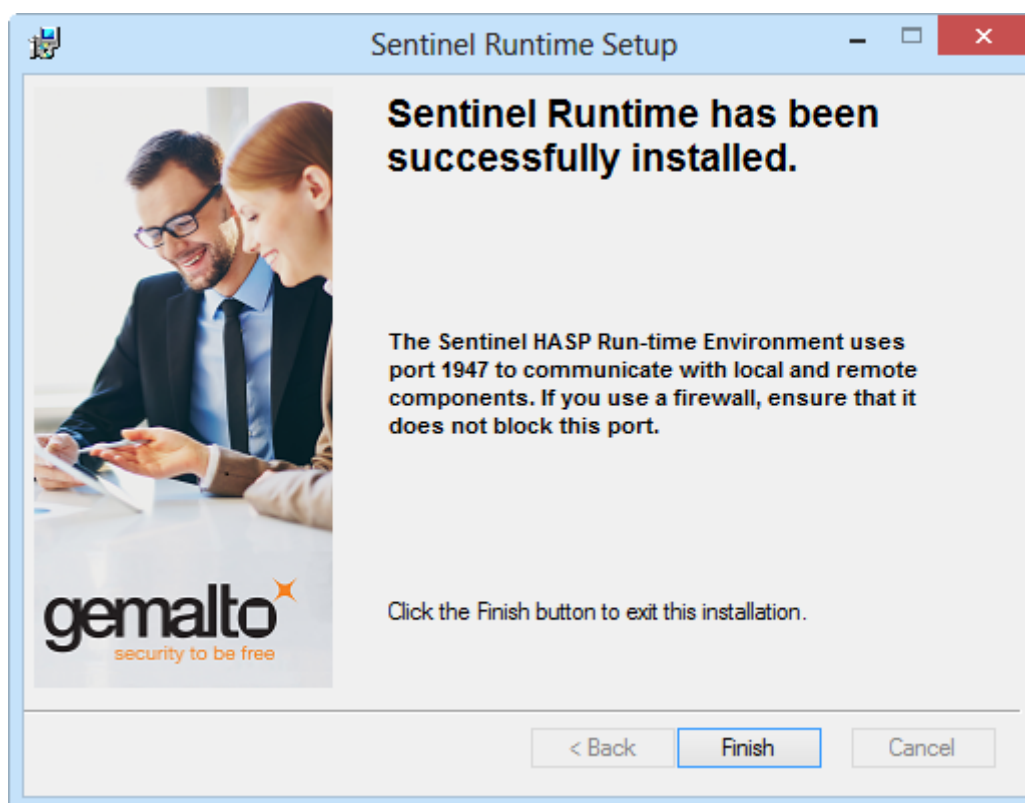 Sentinel Runtime Setup
Sentinel Runtime has been
successfully installed.
The Sentinel HASP Run-time Environment uses
port 1947 to communicate with local and remote
components. If you use a firewall, ensure that it
does not block this port.
gemalto
security to be free
Click the Finish button to exit this installation.
< Back
Finish
Cancel